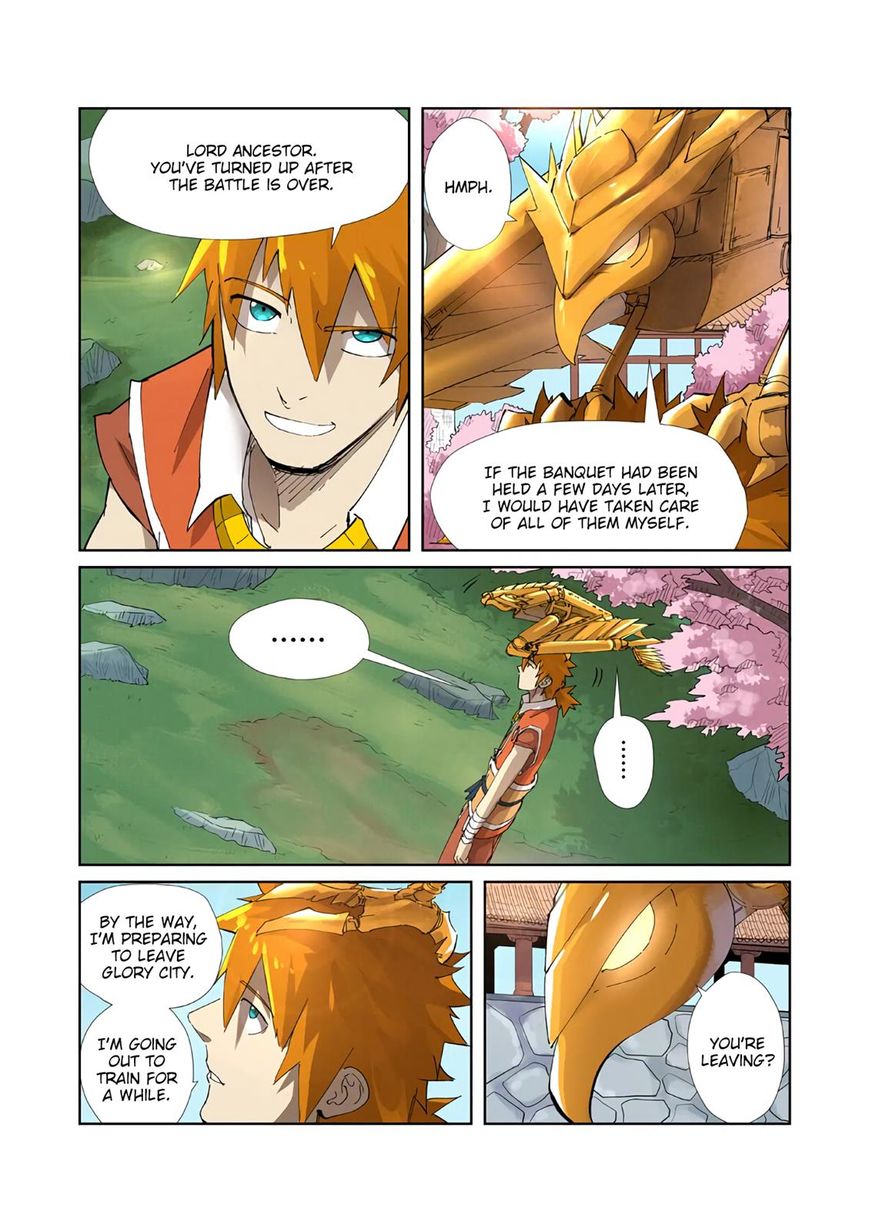 LORD ANCESTOR.
YOU'VE TURNED UP AFTER
THE BATTLE IS OVER.
HMPH.
IF THE BANQUET HAD BEEN
HELD A FEW DAYS LATER,
I WOULD HAVE TAKEN CARE
OF ALL OF THEM MYSELF.
......
......
BY THE WAY,
I'M PREPARING
TO LEAVE
GLORY CITY.
I'M GOING
OUT TO
TRAIN FOR
A WHILE.
YOU'RE
LEAVING?